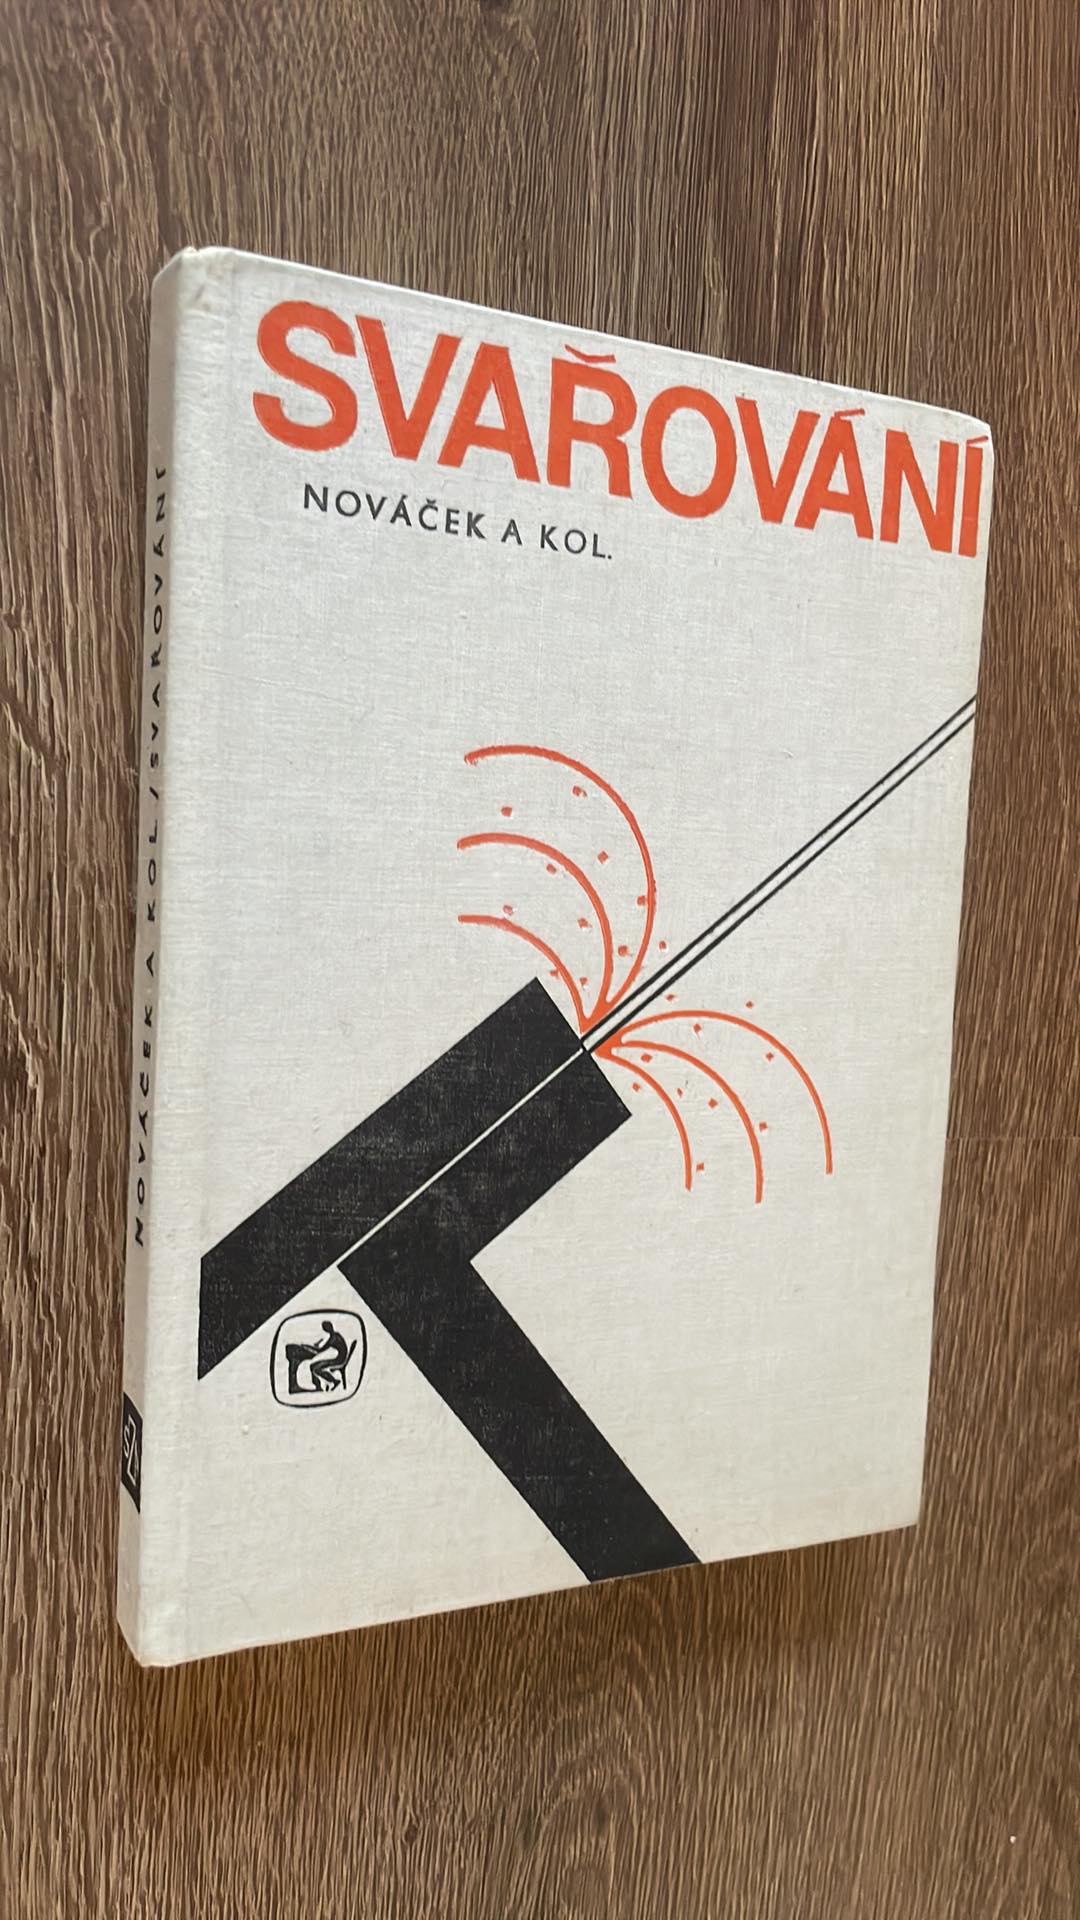 SVAŘOVÁNÍ
NOVÁČEK A KOL.
NOVÁČEK A KOL/SVAŘOVÁNÍ